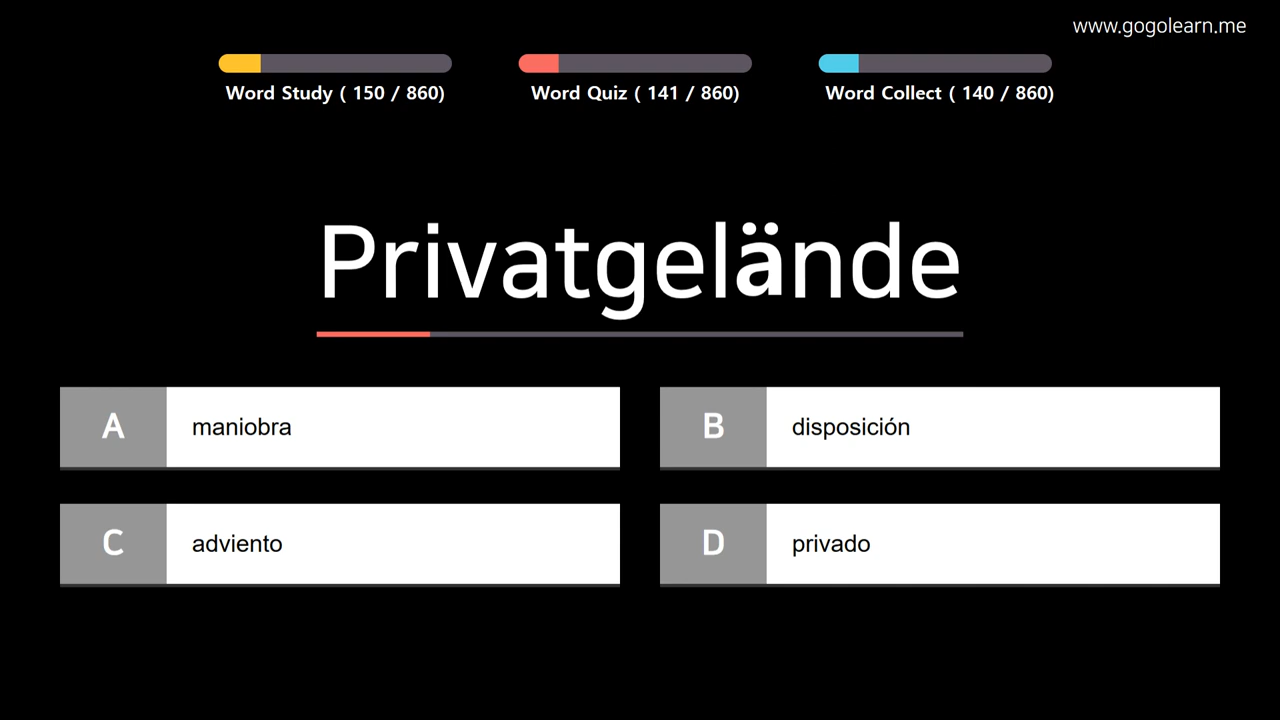 www.gogolearn.me
Word Study ( 150 / 860)
Word Quiz ( 141 / 860)
Word Collect ( 140 / 860)
Privatgelände
A maniobra
B disposición
C adviento
D privado